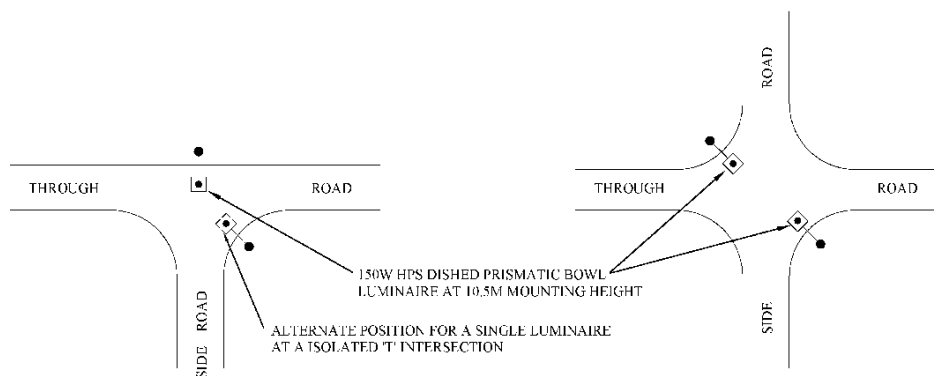 THROUGH
ROAD
SIDE ROAD
ROAD
THROUGH
ROAD
SIDE
150W HPS DISHED PRISMATIC BOWL
LUMINAIRE AT 10,5M MOUNTING HEIGHT
ALTERNATE POSITION FOR A SINGLE LUMINAIRE
AT A ISOLATED 'T' INTERSECTION